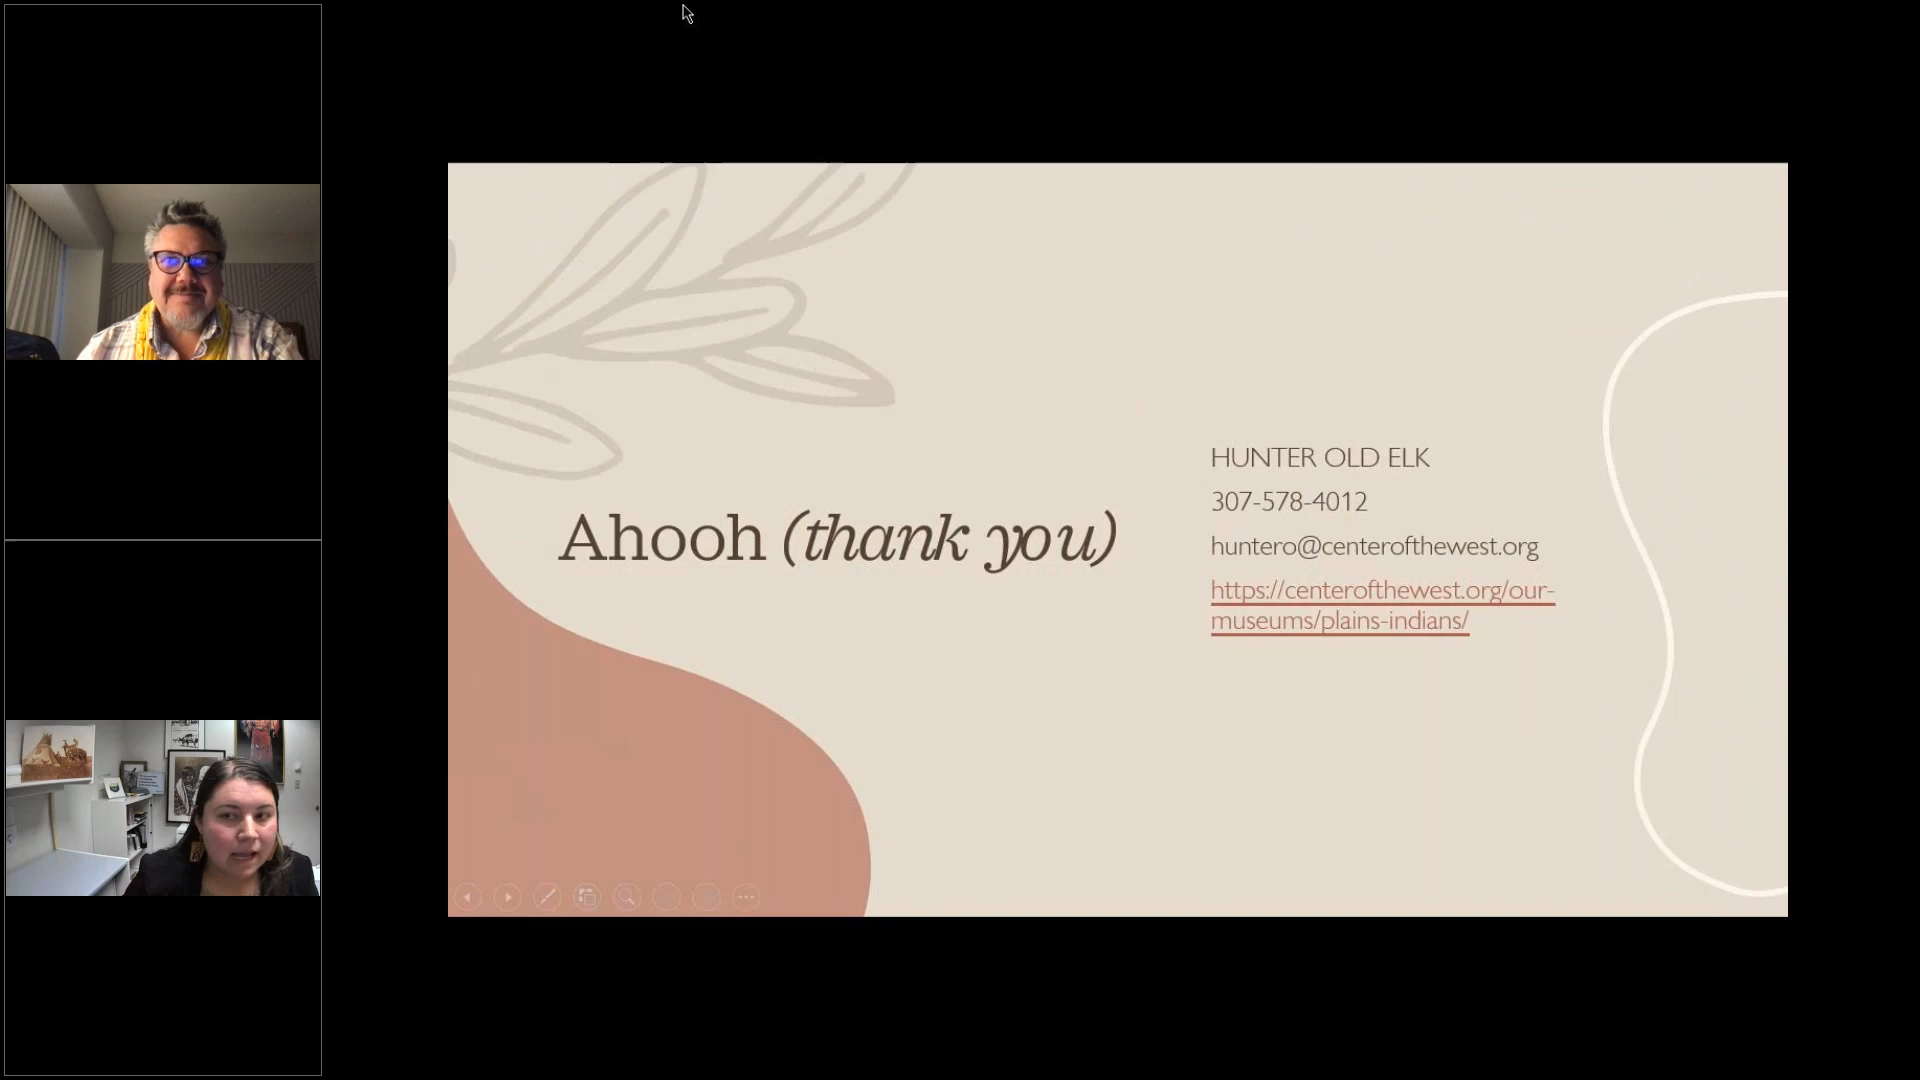 Ahooh (thank you)
HUNTER OLD ELK
307-578-4012
huntero@centerofthewest.org
https://centerofthewest.org/our-
museums/plains-indians/